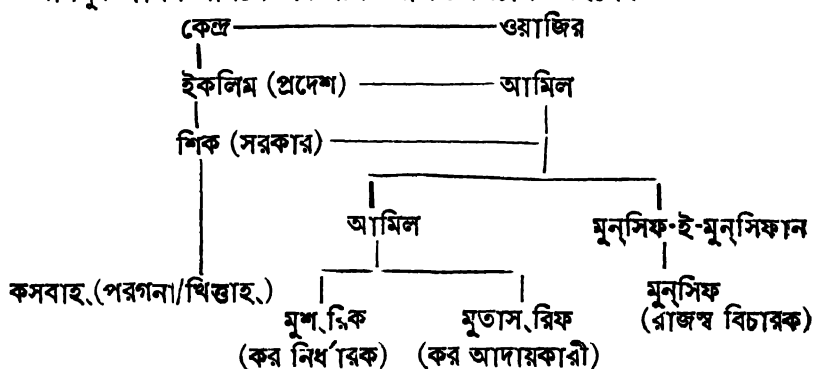 কেন্দ্র ওয়াজির
ইকলিম (প্রদেশ) আমিল
শিক (সরকার)
আমিল মুন্‌সিফ-ই-মুন্‌সিফান
কসবাহ্‌ (পরগনা/খিত্তাহ্‌) মুন্‌সিফ
মুশ্‌রিক মুতাস্‌রিফ (রাজস্ব বিচারক)
(কর নির্ধারক) (কর আদায়কারী)